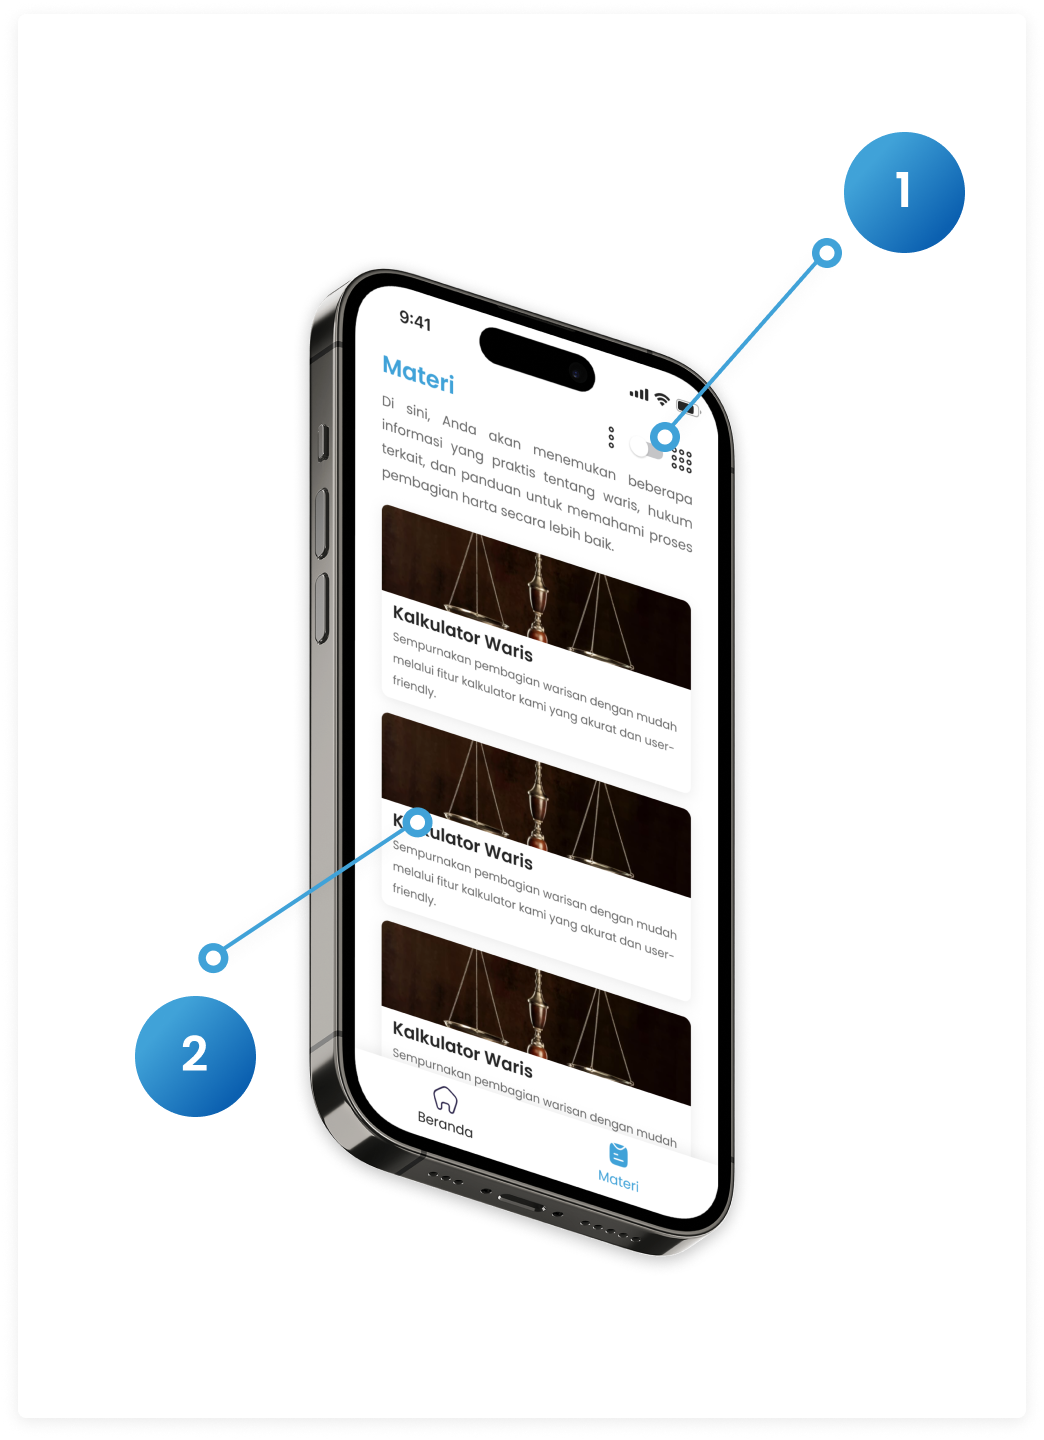 1
9:41
Materi
Di sini, Anda akan menemukan beberapa
informasi yang praktis tentang waris, hukum
terkait, dan panduan untuk memahami proses
pembagian harta secara lebih baik.
Kalkulator Waris
Sempurnakan pembagian warisan dengan mudah
melalui fitur kalkulator kami yang akurat dan user-
friendly.
Kalkulator Waris
Sempurnakan pembagian warisan dengan mudah
melalui fitur kalkulator kami yang akurat dan user-
friendly.
2
Kalkulator Waris
Sempurnakan pembagian warisan dengan mudah
Beranda
Materi